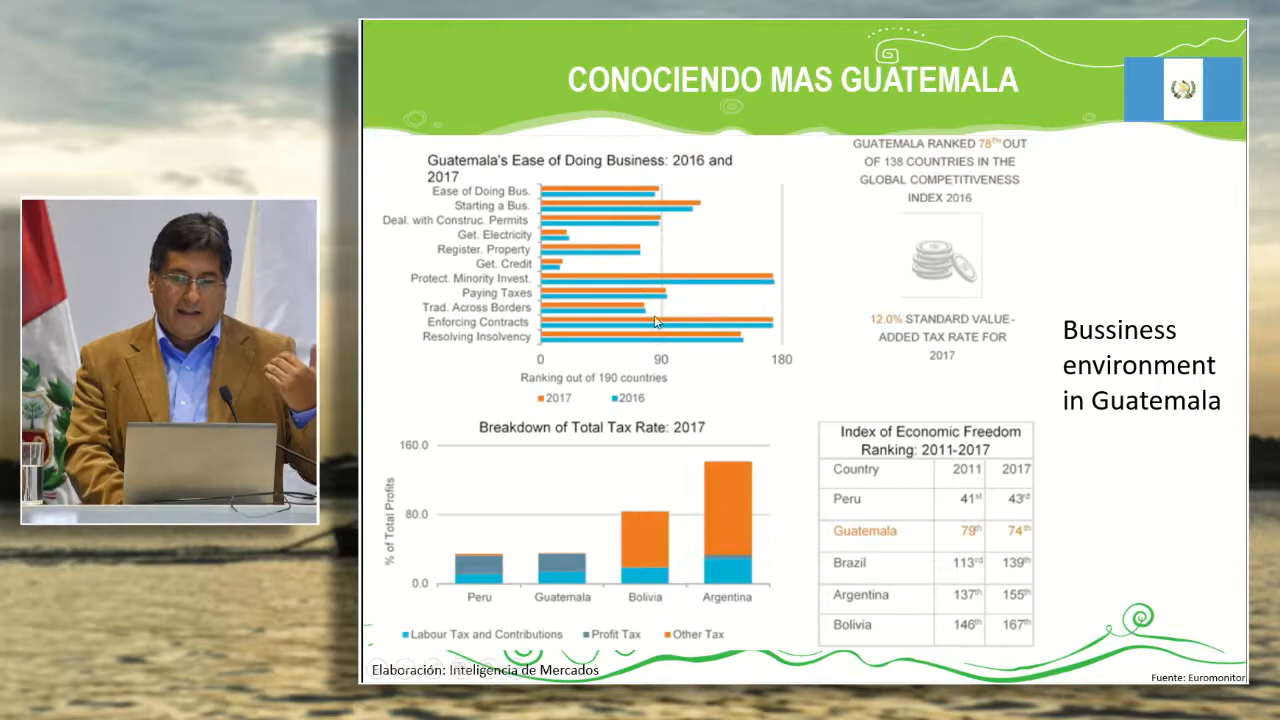 CONOCIENDO MAS GUATEMALA
Guatemala's Ease of Doing Business: 2016 and
2017
Ease of Doing Bus.
Starting a Bus.
Deal. with Construc. Permits
Get. Electricity
Register. Property
Get. Credit
Protect. Minority Invest.
Paying Taxes
Trad. Across Borders
Enforcing Contracts
Resolving Insolvency
0 90 180
Ranking out of 190 countries
2017 2016
GUATEMALA RANKED 78TH OUT
OF 138 COUNTRIES IN THE
GLOBAL COMPETITIVENESS
INDEX 2016
12.0% STANDARD VALUE-
ADDED TAX RATE FOR
2017
Bussiness
environment
in Guatemala
Breakdown of Total Tax Rate: 2017
160.0
80.0
0.0
% of Total Profits
Peru Guatemala Bolivia Argentina
Labour Tax and Contributions Profit Tax Other Tax
Index of Economic Freedom
Ranking: 2011-2017
Country 2011 2017
Peru 41st 43rd
Guatemala 79th 74th
Brazil 113rd 139th
Argentina 137th 155th
Bolivia 146th 167th
Elaboración: Inteligencia de Mercados
Fuente: Euromonitor